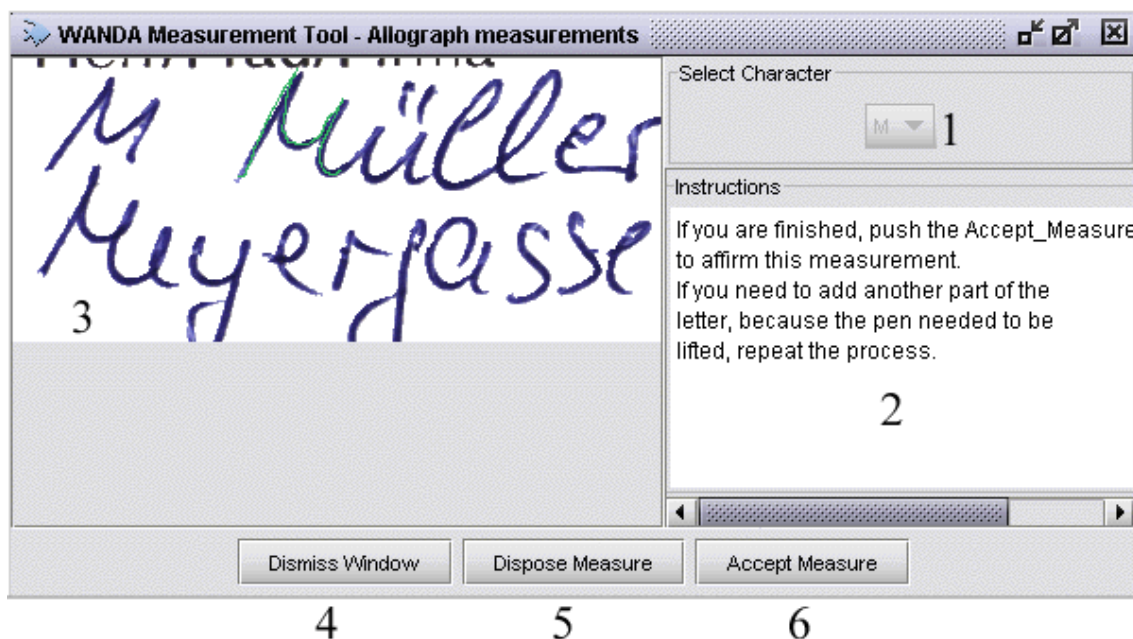 WANDA Measurement Tool - Allograph measurements
M Müller
Meyergasse
3
Select Character
M 1
Instructions
If you are finished, push the Accept_Measure
to affirm this measurement.
If you need to add another part of the
letter, because the pen needed to be
lifted, repeat the process.
2
Dismiss Window Dispose Measure Accept Measure
4 5 6